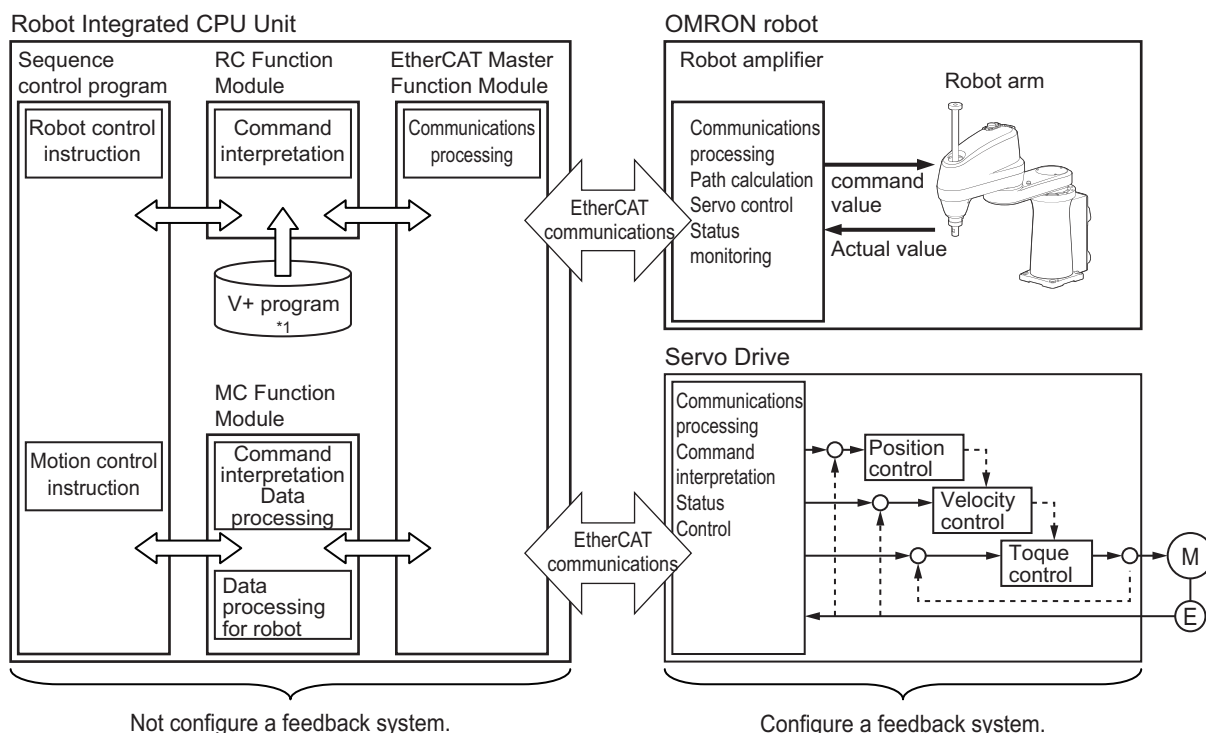 Robot Integrated CPU Unit
Sequence
control program
RC Function
Module
EtherCAT Master
Function Module
Robot control
instruction
Command
interpretation
Communications
processing
V+ program
*1
MC Function
Module
Motion control
instruction
Command
interpretation
Data
processing
Data
processing
for robot
EtherCAT
communications
EtherCAT
communications
OMRON robot
Robot amplifier
Robot arm
Communications
processing
Path calculation
Servo control
Status
monitoring
command
value
Actual value
Servo Drive
Communications
processing
Command
interpretation
Status
Control
Position
control
Velocity
control
Toque
control
M
E
Not configure a feedback system.
Configure a feedback system.